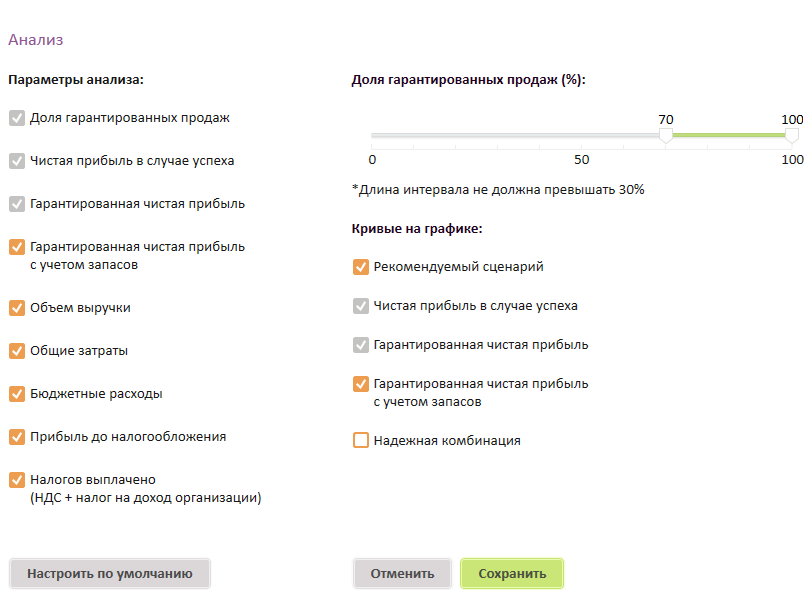 Анализ
Параметры анализа:
Доля гарантированных продаж
Чистая прибыль в случае успеха
Гарантированная чистая прибыль
Гарантированная чистая прибыль
с учетом запасов
Объем выручки
Общие затраты
Бюджетные расходы
Прибыль до налогообложения
Налогов выплачено
(НДС + налог на доход организации)
Доля гарантированных продаж (%):
70 100
0 50 100
*Длина интервала не должна превышать 30%
Кривые на графике:
Рекомендуемый сценарий
Чистая прибыль в случае успеха
Гарантированная чистая прибыль
Гарантированная чистая прибыль
с учетом запасов
Надежная комбинация
Настроить по умолчанию
Отменить
Сохранить